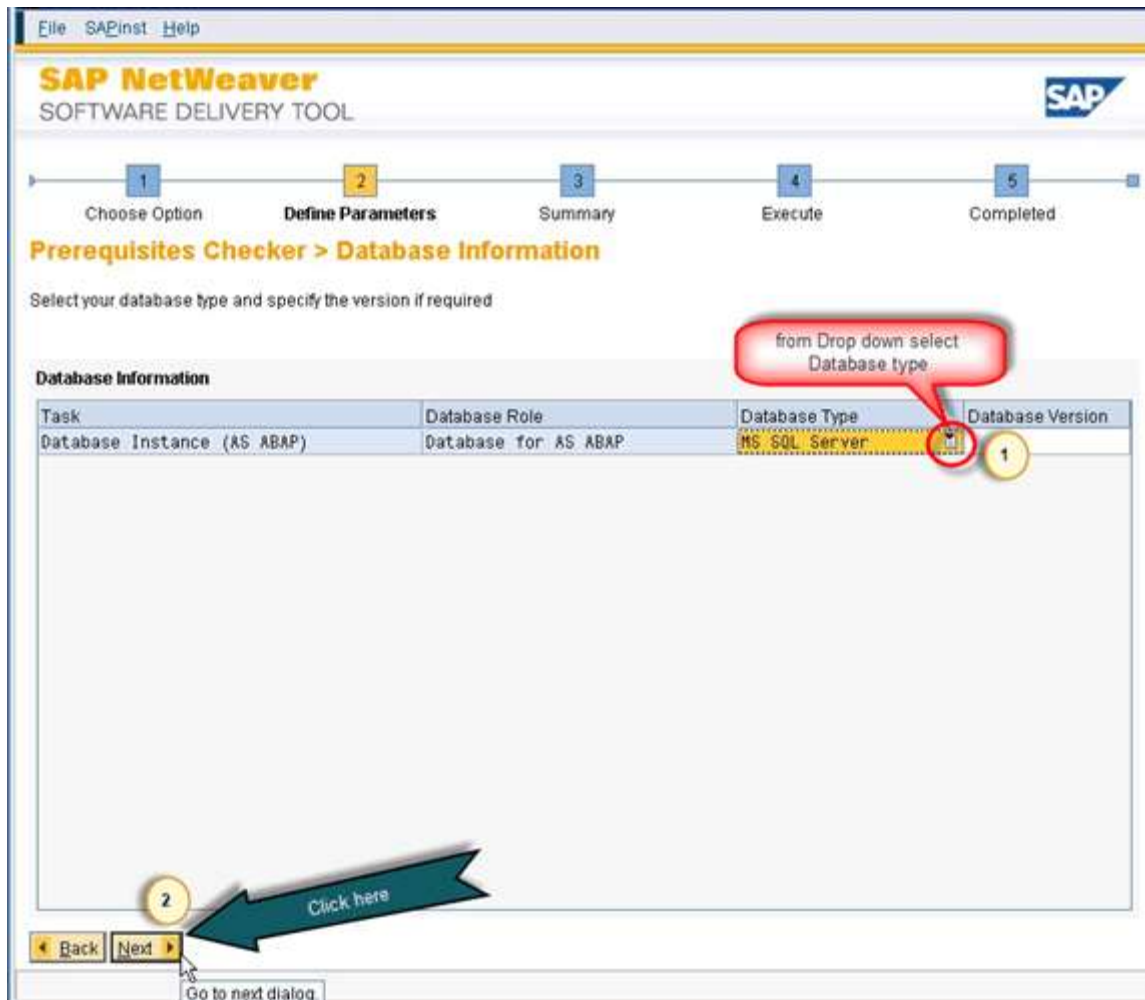 File SAPinst Help
SAP NetWeaver
SOFTWARE DELIVERY TOOL
SAP
1 2 3 4 5
Choose Option Define Parameters Summary Execute Completed
Prerequisites Checker > Database Information
Select your database type and specify the version if required
from Drop down select
Database type
Database Information
Task Database Role Database Type Database Version
Database Instance (AS ABAP) Database for AS ABAP MS SQL Server
1
2
Click here
Back Next
Go to next dialog.